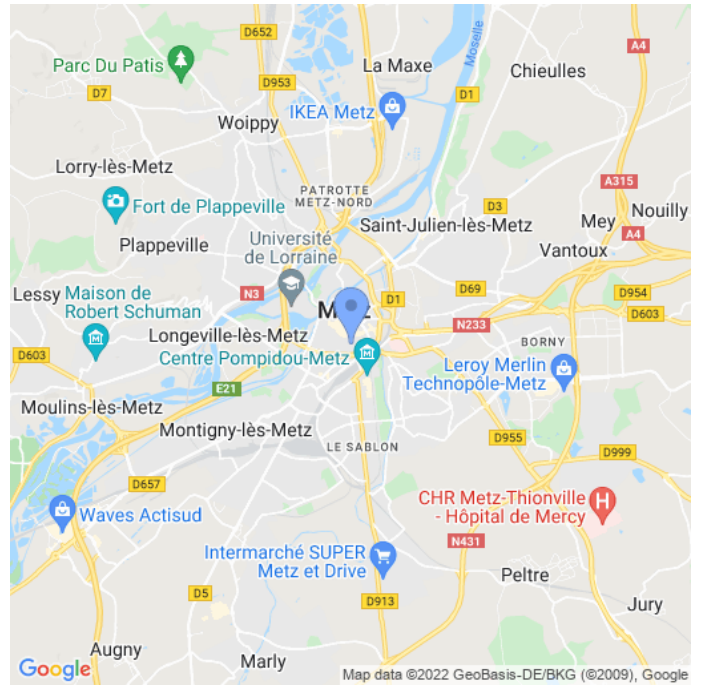 D652
A4
Moselle
La Maxe
Parc Du Patis
Chieulles
D953
D7
D1
IKEA Metz
Woippy
Lorry-lès-Metz
A315
PATROTTE
METZ-NORD
Fort de Plappeville
D3
Nouilly
Mey
Saint-Julien-lès-Metz
A4
Université
de Lorraine
Plappeville
Vantoux
D69
Lessy
Maison de
Robert Schuman
N3
D1
D954
D603
N233
Longeville-lès-Metz
BORNY
D603
Centre Pompidou-Metz
Leroy Merlin
Technopôle-Metz
E21
Moulins-lès-Metz
Montigny-lès-Metz
D955
LE SABLON
D999
D657
CHR Metz-Thionville
- Hôpital de Mercy
Waves Actisud
N431
Intermarché SUPER
Metz et Drive
Peltre
D5
D913
Jury
Augny
Marly
Google
Map data ©2022 GeoBasis-DE/BKG (©2009), Google